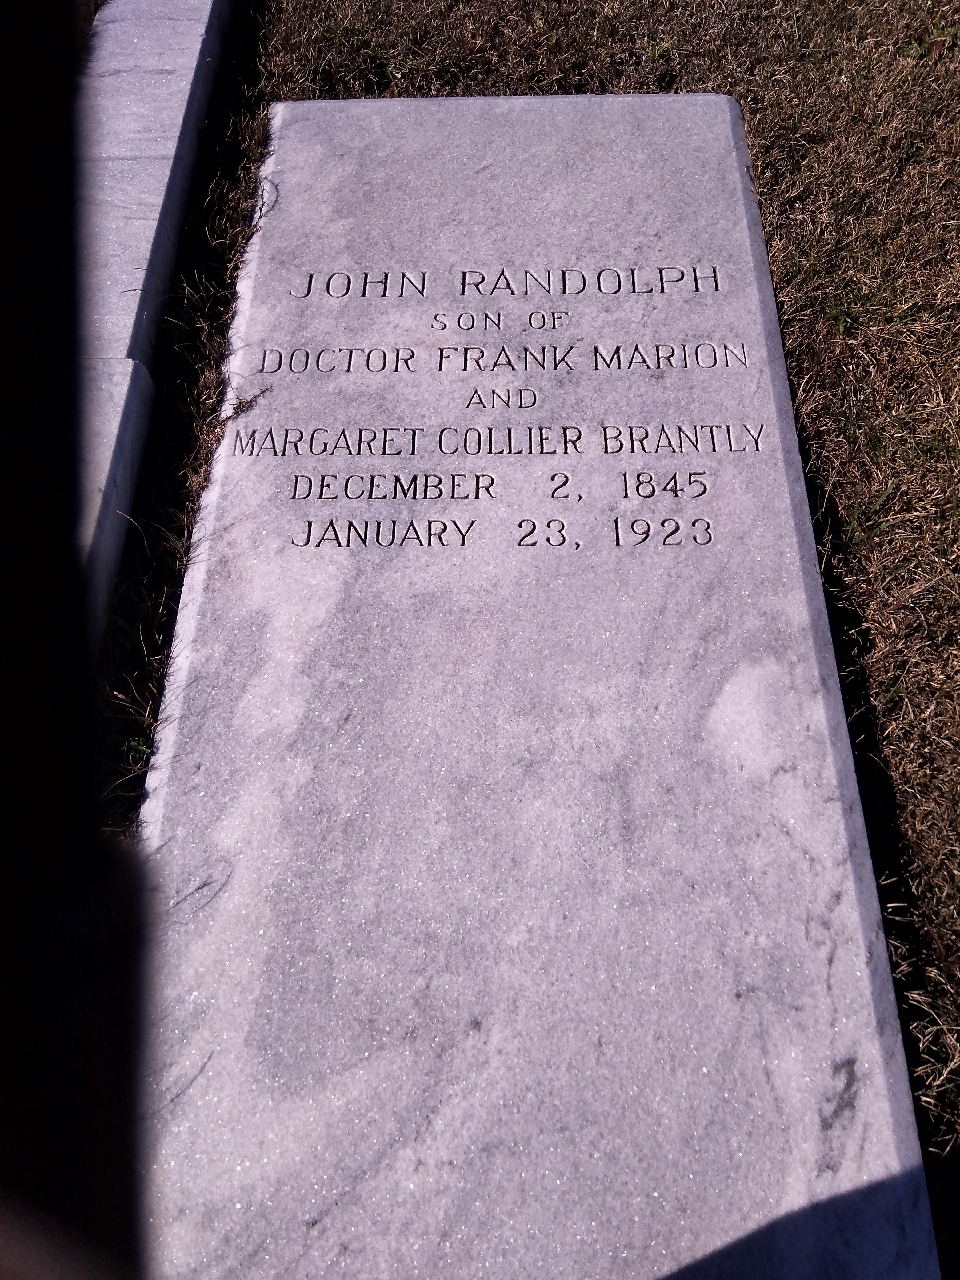 JOHN RANDOLPH
SON OF
DOCTOR FRANK MARION
AND
MARGARET COLLIER BRANTLY
DECEMBER 2, 1845
JANUARY 23, 1923